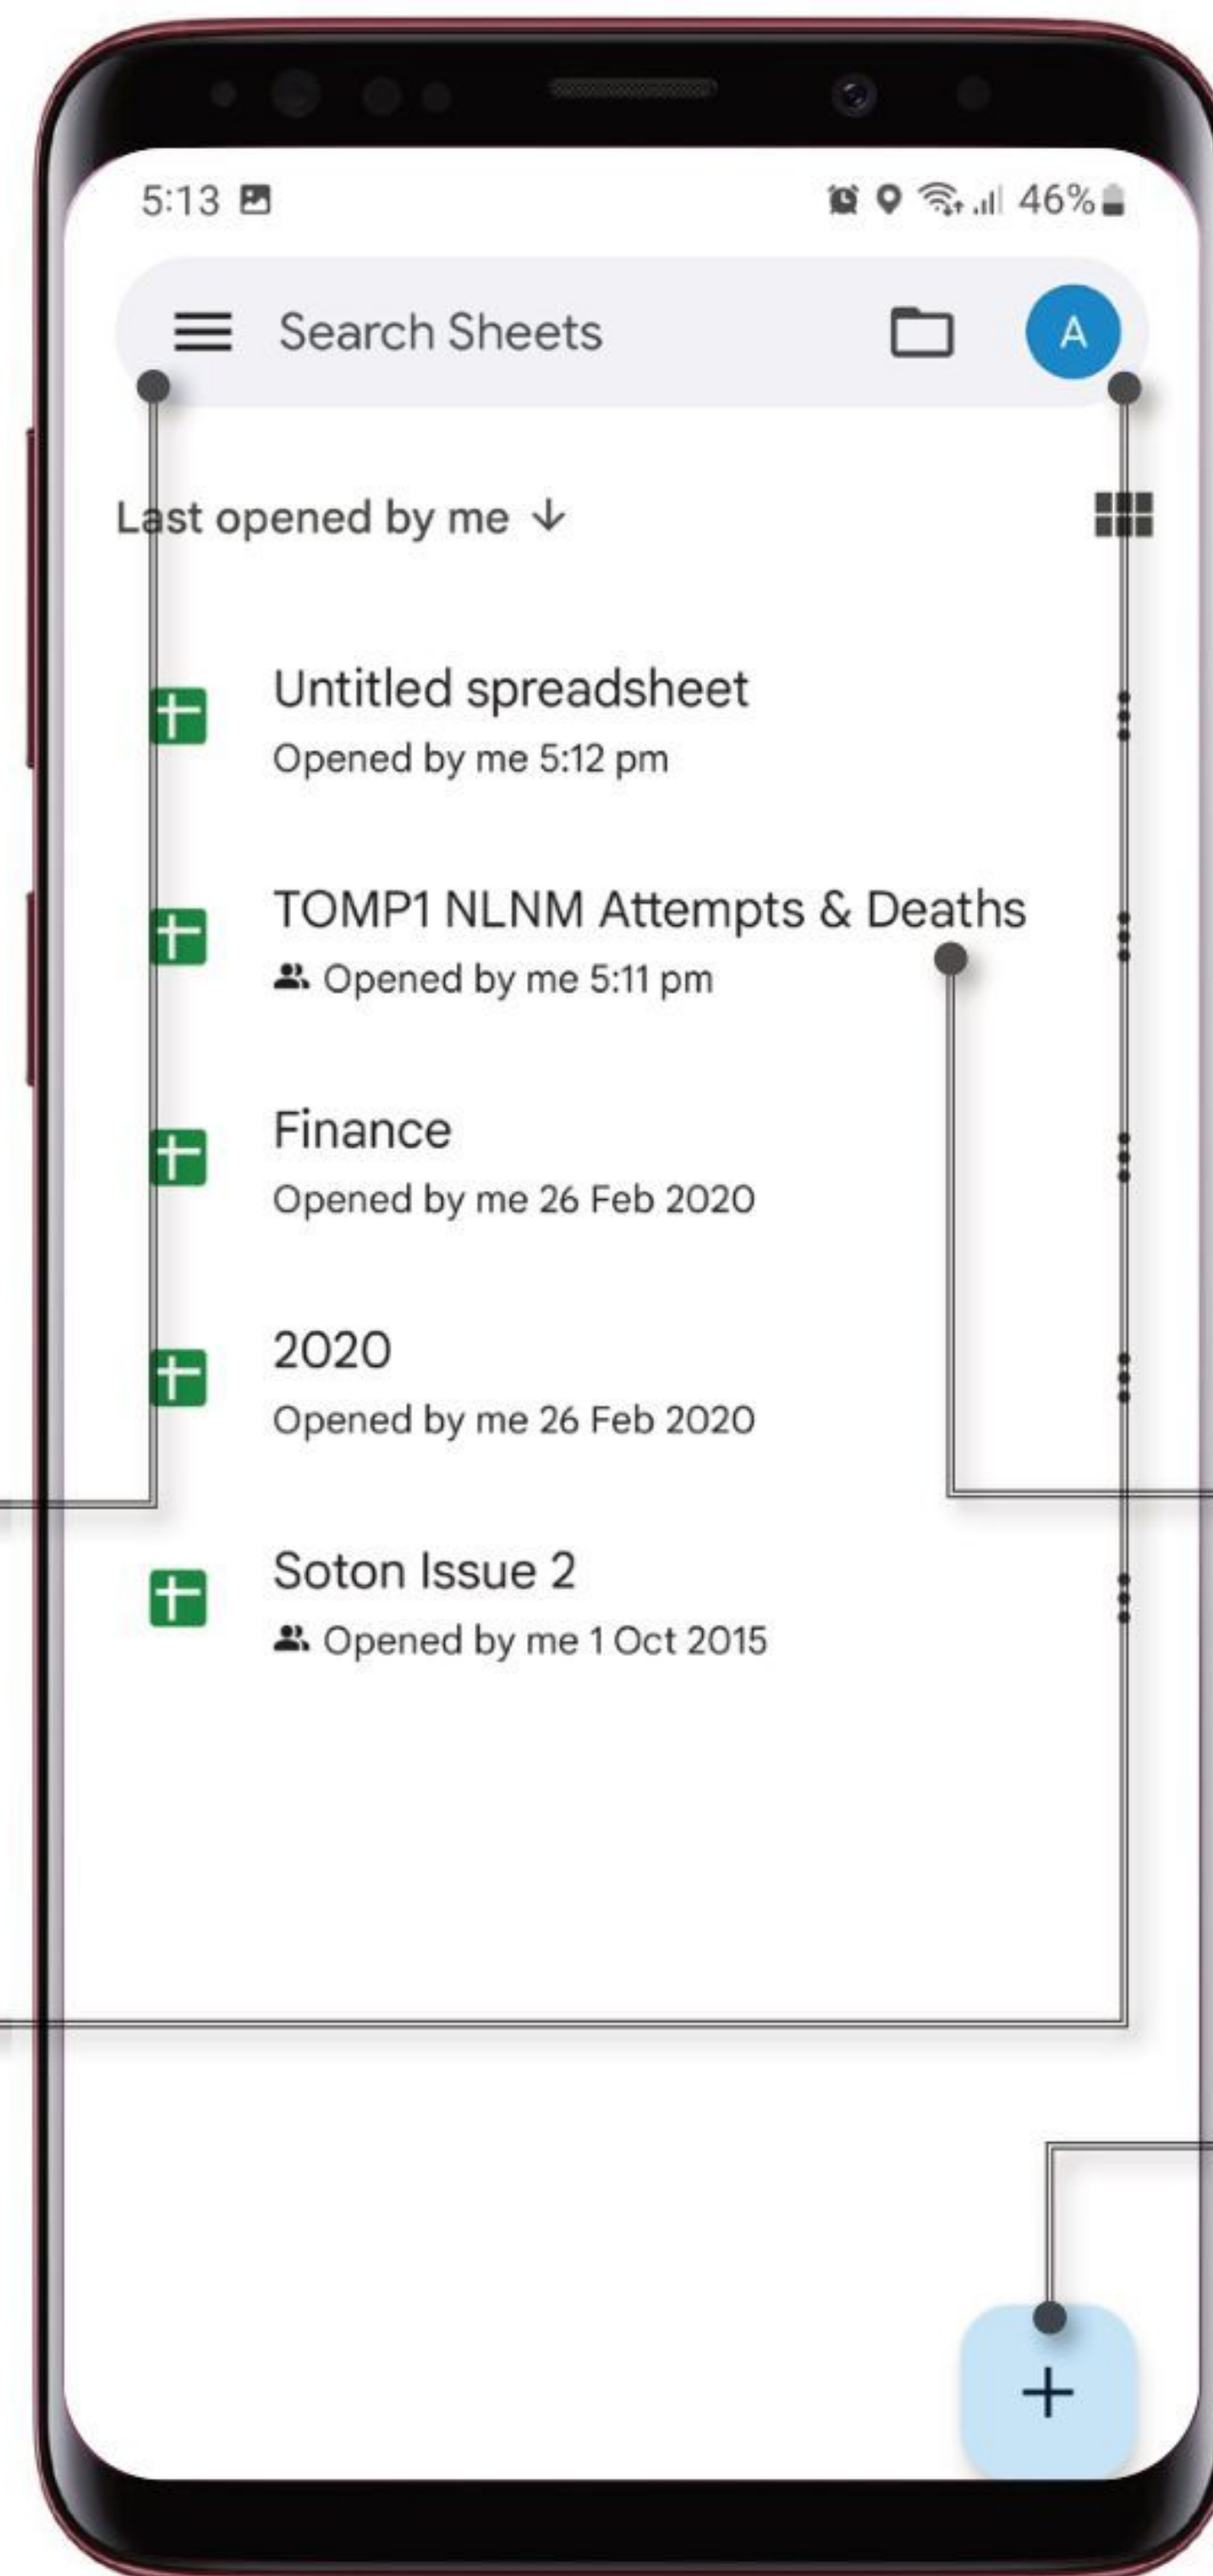 5:13
46%
Search Sheets
A
Last opened by me
Untitled spreadsheet
Opened by me 5:12 pm
TOMP1 NLNM Attempts & Deaths
Opened by me 5:11 pm
Finance
Opened by me 26 Feb 2020
2020
Opened by me 26 Feb 2020
Soton Issue 2
Opened by me 1 Oct 2015